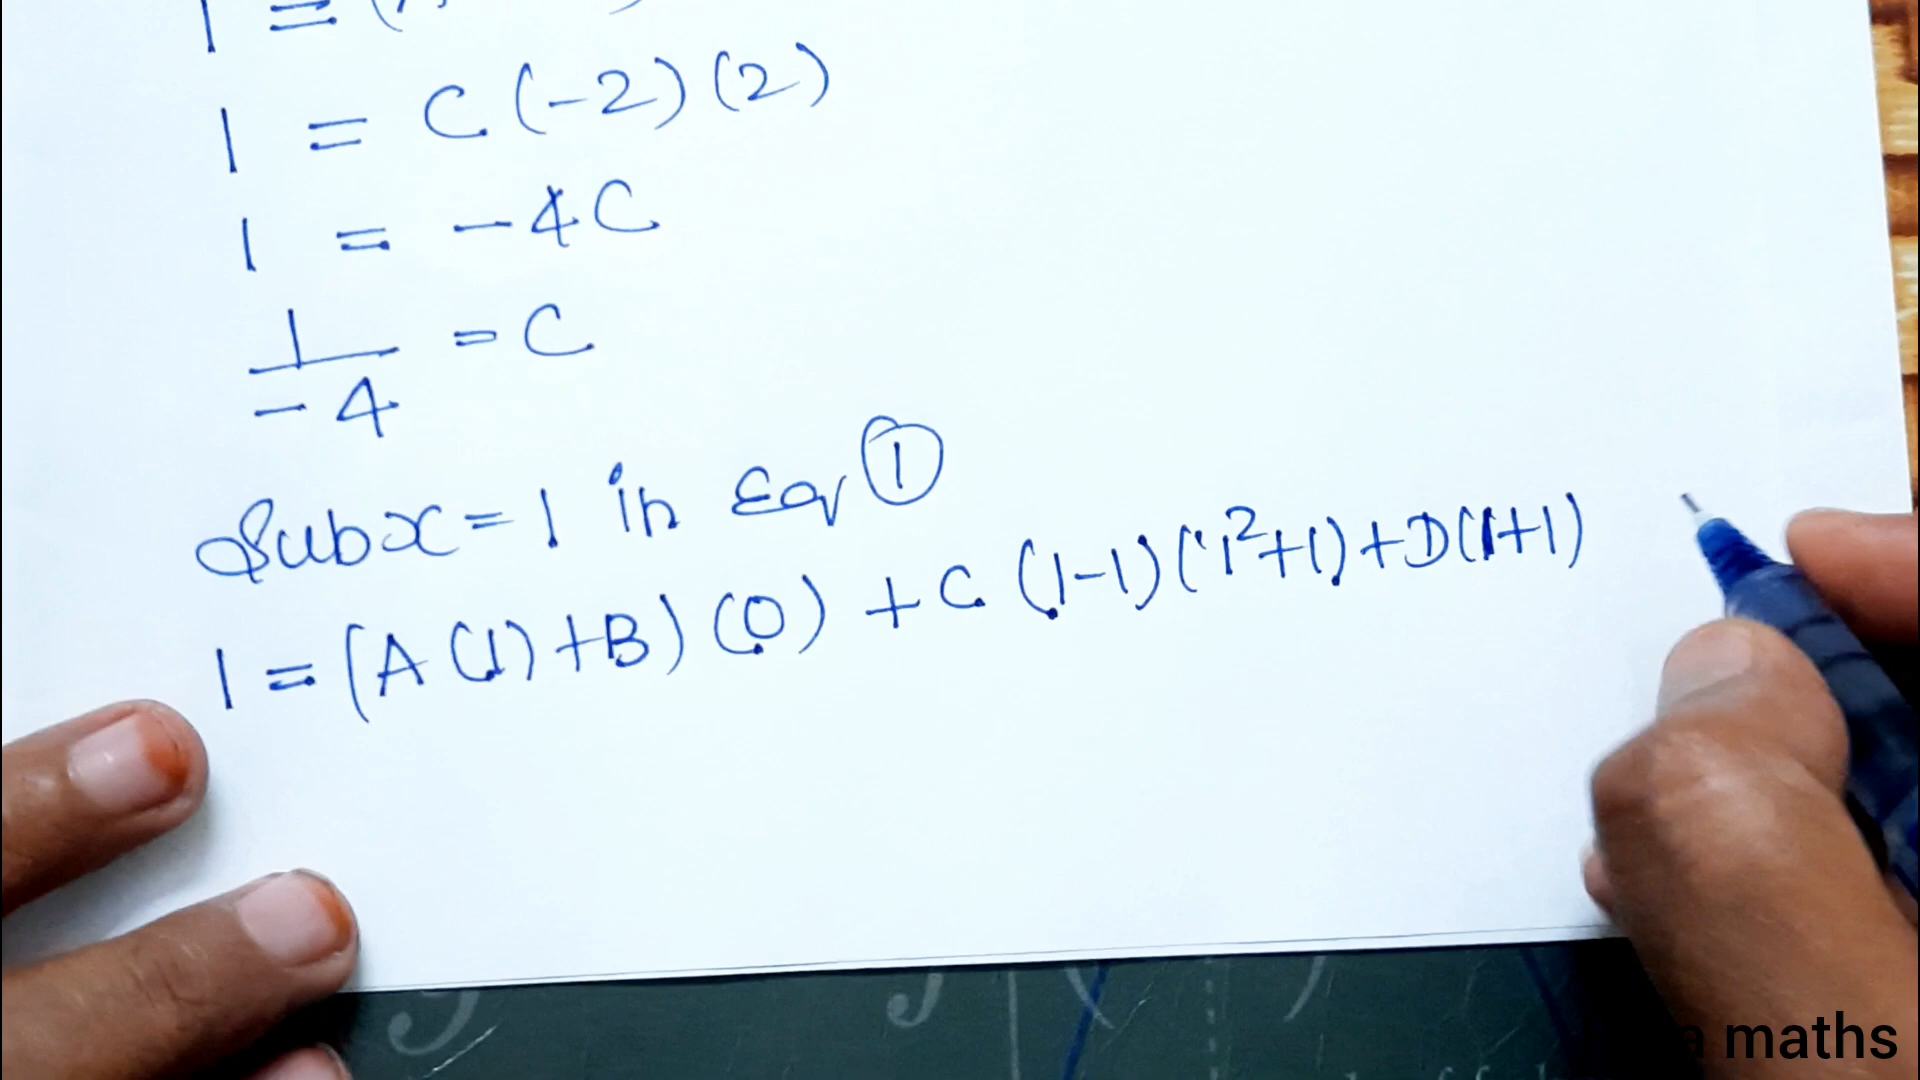 1 = C (-2) (2)
1 = -4C
1/-4 = C
Sub x = 1 in Eq ①
1 = (A (1) + B) (0) + C (1-1) (1²+1) + D(1+1)
maths